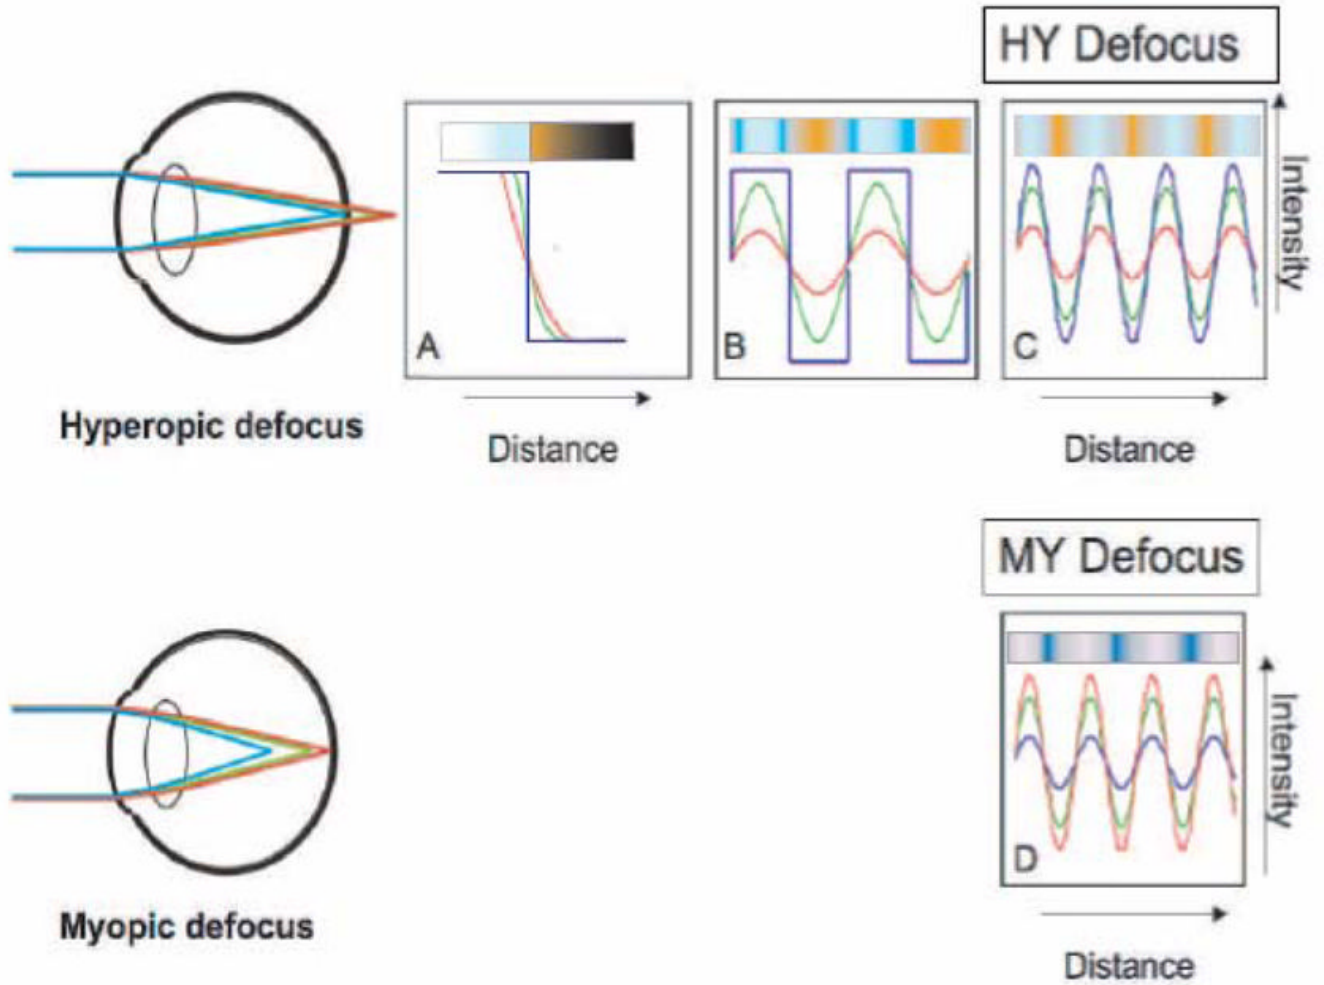 HY Defocus
A
B
C
Intensity
Hyperopic defocus
Distance
Distance
MY Defocus
D
Intensity
Myopic defocus
Distance